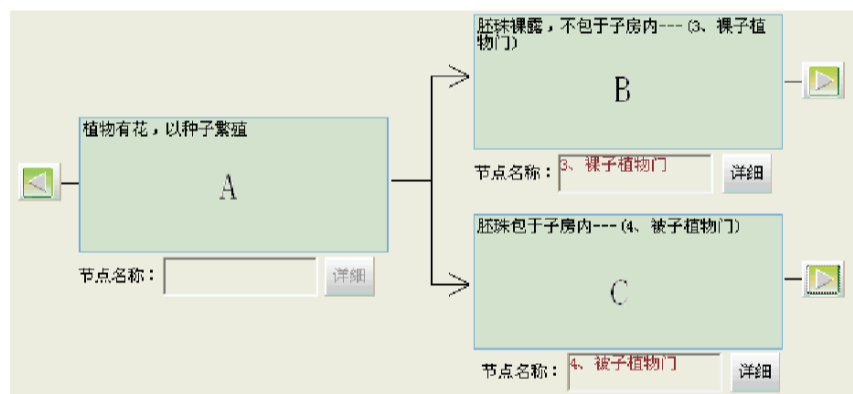 胚珠裸露，不包于子房内---(3、裸子植
物门)
B
植物有花，以种子繁殖
A
节点名称：3、裸子植物门 详细
胚珠包于子房内---(4、被子植物门)
C
节点名称： 详细
节点名称：4、被子植物门 详细